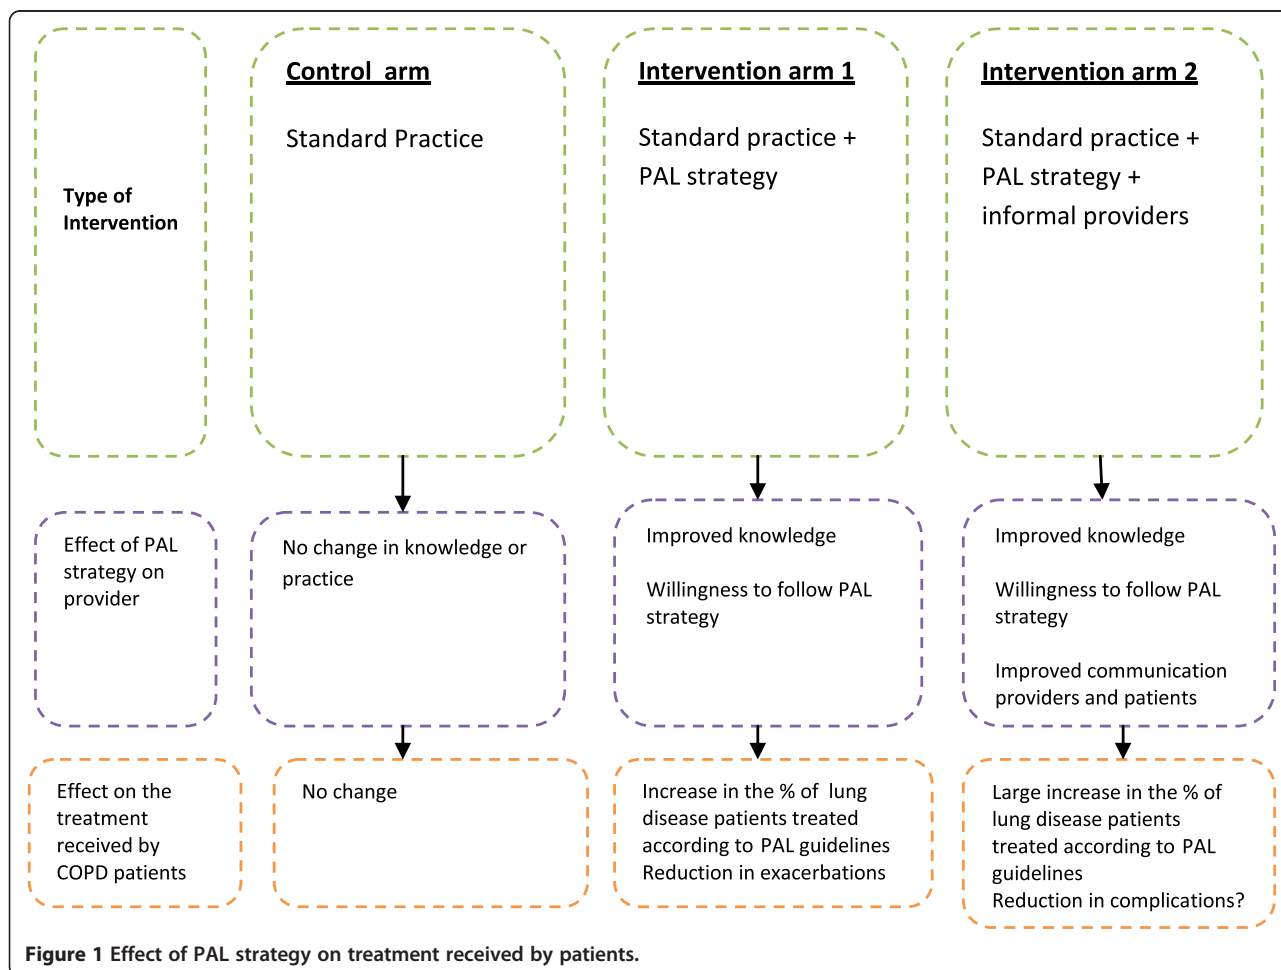 Type of
Intervention
Control arm
Standard Practice
Intervention arm 1
Standard practice +
PAL strategy
Intervention arm 2
Standard practice +
PAL strategy +
informal providers
Effect of PAL
strategy on
provider
No change in knowledge or
practice
Improved knowledge
Willingness to follow PAL
strategy
Improved knowledge
Willingness to follow PAL
strategy
Improved communication
providers and patients
Effect on the
treatment
received by
COPD patients
No change
Increase in the % of lung
disease patients treated
according to PAL guidelines
Reduction in exacerbations
Large increase in the % of
lung disease patients
treated according to PAL
guidelines
Reduction in complications?
Figure 1 Effect of PAL strategy on treatment received by patients.